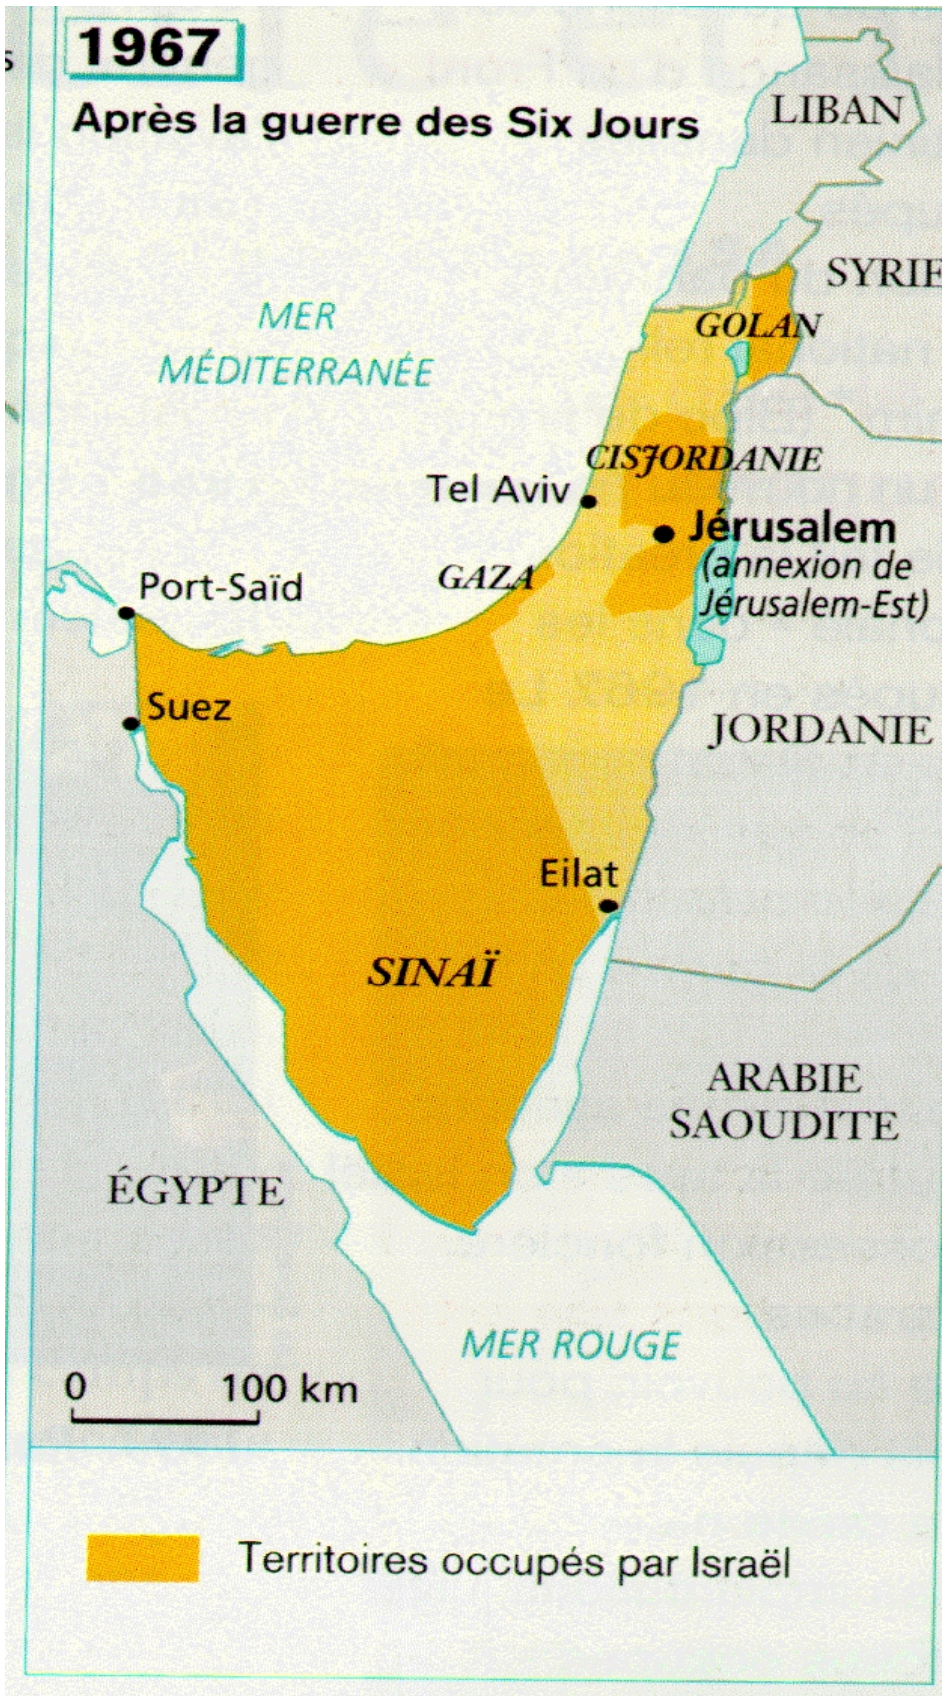 1967
Après la guerre des Six Jours
LIBAN
SYRIE
MER
MÉDITERRANÉE
GOLAN
CISJORDANIE
Tel Aviv
Jérusalem
(annexion de
Jérusalem-Est)
GAZA
Port-Saïd
Suez
JORDANIE
Eilat
SINAÏ
ARABIE
SAOUDITE
ÉGYPTE
MER ROUGE
0 100 km
Territoires occupés par Israël